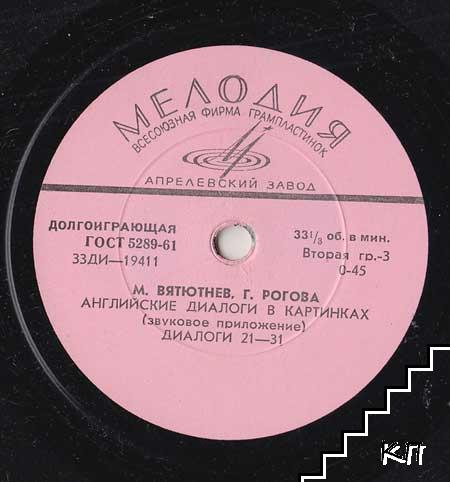 МЕЛОДИЯ
ВСЕСОЮЗНАЯ ФИРМА ГРАМПЛАСТИНОК
АПРЕЛЕВСКИЙ ЗАВОД
ДОЛГОИГРАЮЩАЯ
ГОСТ 5289-61
33ДИ—19411
33 1/3 об. в мин.
Вторая гр.-3
0-45
М. ВЯТЮТНЕВ, Г. РОГОВА
АНГЛИЙСКИЕ ДИАЛОГИ В КАРТИНКАХ
(звуковое приложение)
ДИАЛОГИ 21—31
КП